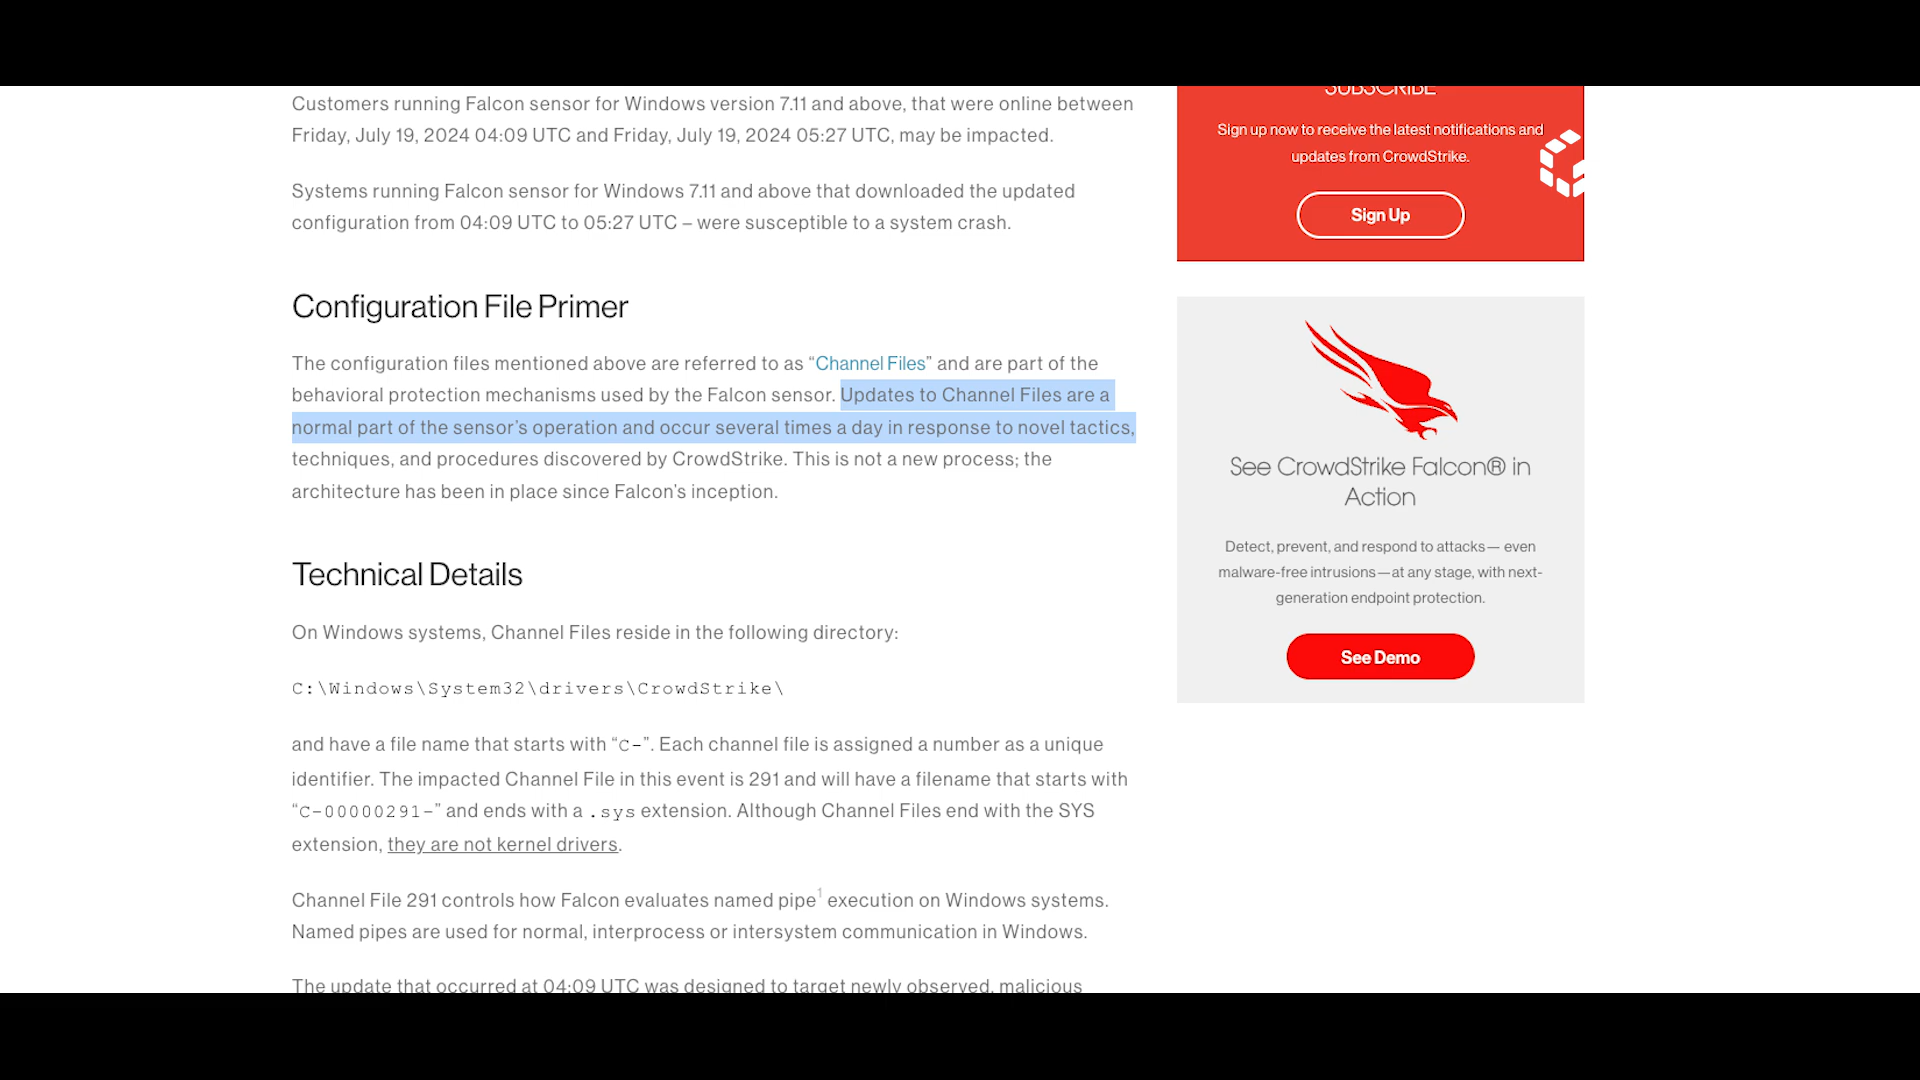 Customers running Falcon sensor for Windows version 7.11 and above, that were online between
Friday, July 19, 2024 04:09 UTC and Friday, July 19, 2024 05:27 UTC, may be impacted.
Systems running Falcon sensor for Windows 7.11 and above that downloaded the updated
configuration from 04:09 UTC to 05:27 UTC – were susceptible to a system crash.
Configuration File Primer
The configuration files mentioned above are referred to as “Channel Files” and are part of the
behavioral protection mechanisms used by the Falcon sensor. Updates to Channel Files are a
normal part of the sensor’s operation and occur several times a day in response to novel tactics,
techniques, and procedures discovered by CrowdStrike. This is not a new process; the
architecture has been in place since Falcon’s inception.
Technical Details
On Windows systems, Channel Files reside in the following directory:
C:\Windows\System32\drivers\CrowdStrike\
and have a file name that starts with “C-”. Each channel file is assigned a number as a unique
identifier. The impacted Channel File in this event is 291 and will have a filename that starts with
“C-00000291-” and ends with a .sys extension. Although Channel Files end with the SYS
extension, they are not kernel drivers.
Channel File 291 controls how Falcon evaluates named pipe1 execution on Windows systems.
Named pipes are used for normal, interprocess or intersystem communication in Windows.
The update that occurred at 04:09 UTC was designed to target newly observed, malicious
SUBSCRIBE
Sign up now to receive the latest notifications and
updates from CrowdStrike.
Sign Up
See CrowdStrike Falcon® in
Action
Detect, prevent, and respond to attacks— even
malware-free intrusions—at any stage, with next-
generation endpoint protection.
See Demo